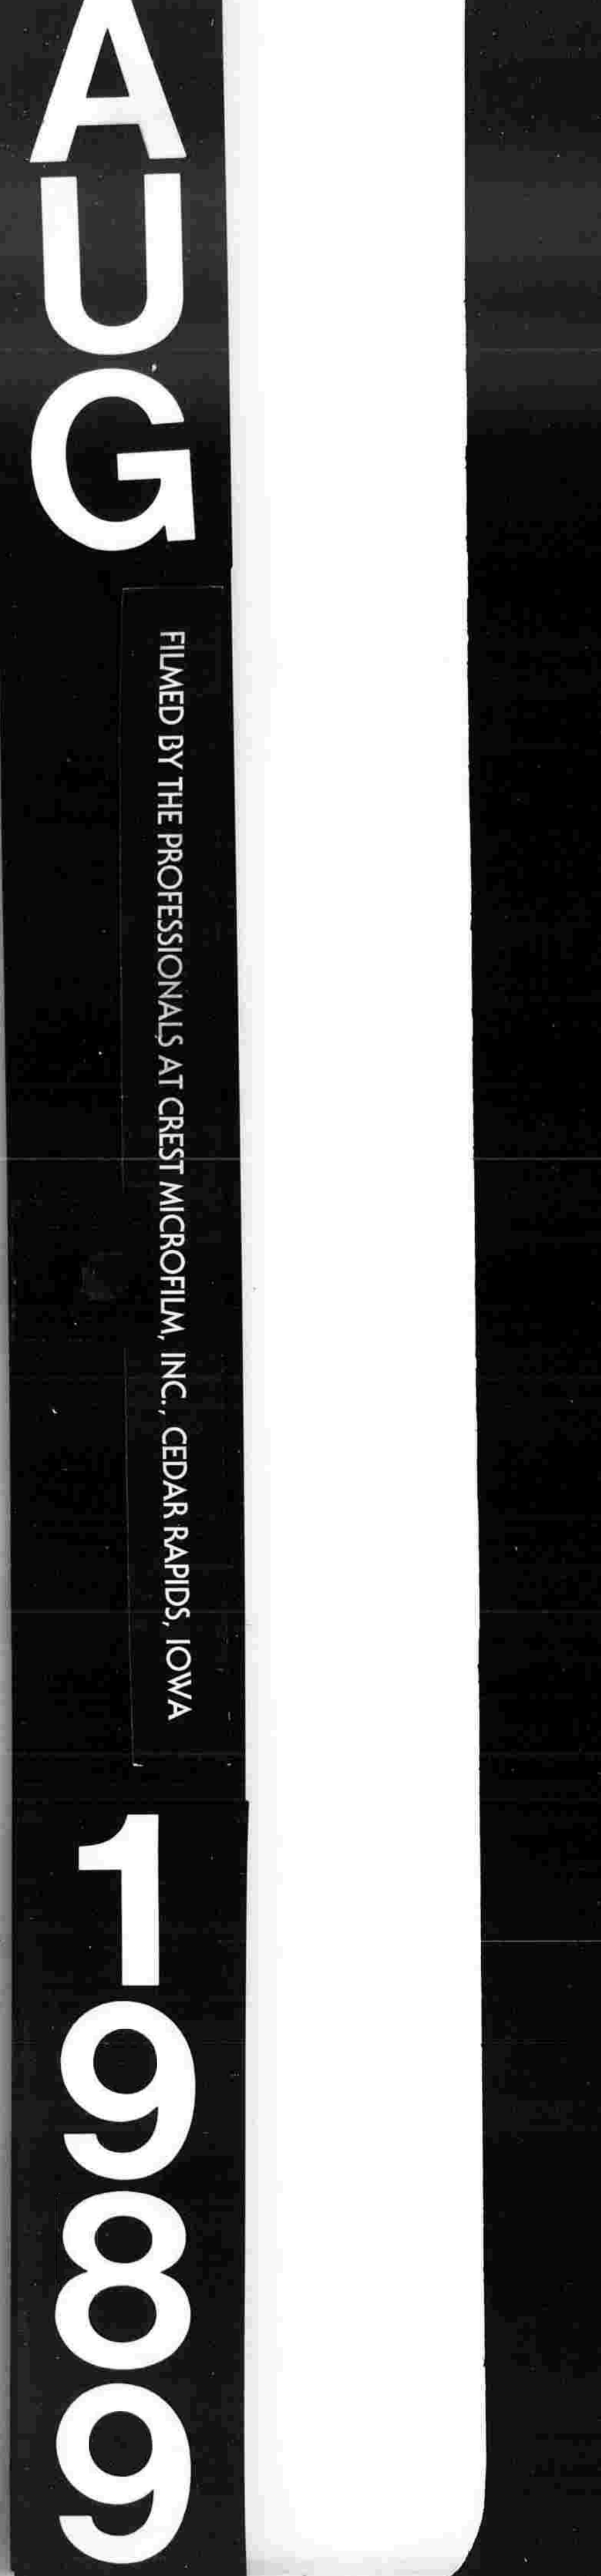 AUG
FILMED BY THE PROFESSIONALS AT CREST MICROFILM, INC., CEDAR RAPIDS, IOWA
1989